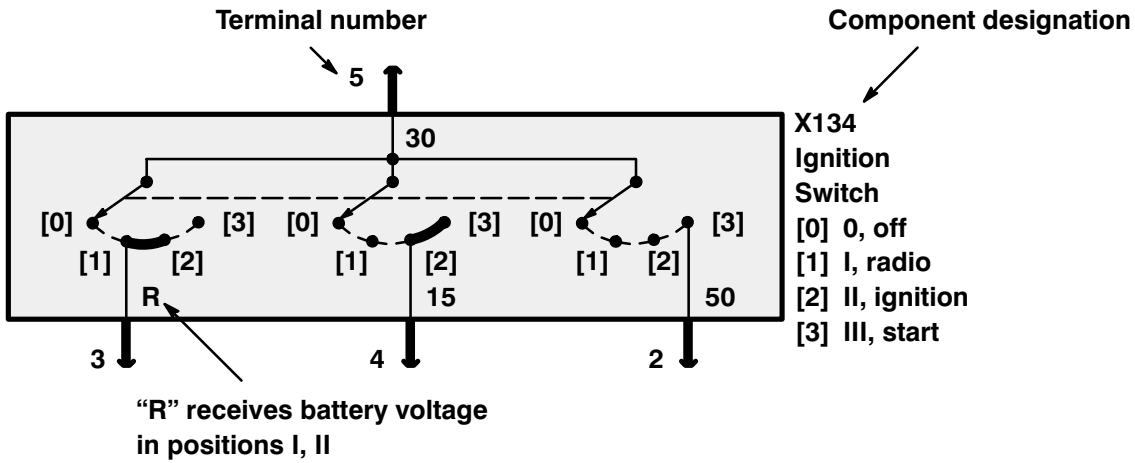 Terminal number
Component designation
5
X134
30
Ignition
Switch
[0] [3] [0] [3] [0] [3]
[0] 0, off
[1] [2] [1] [2] [1] [2]
[1] I, radio
R 15 50
[2] II, ignition
[3] III, start
3 4 2
“R” receives battery voltage
in positions I, II